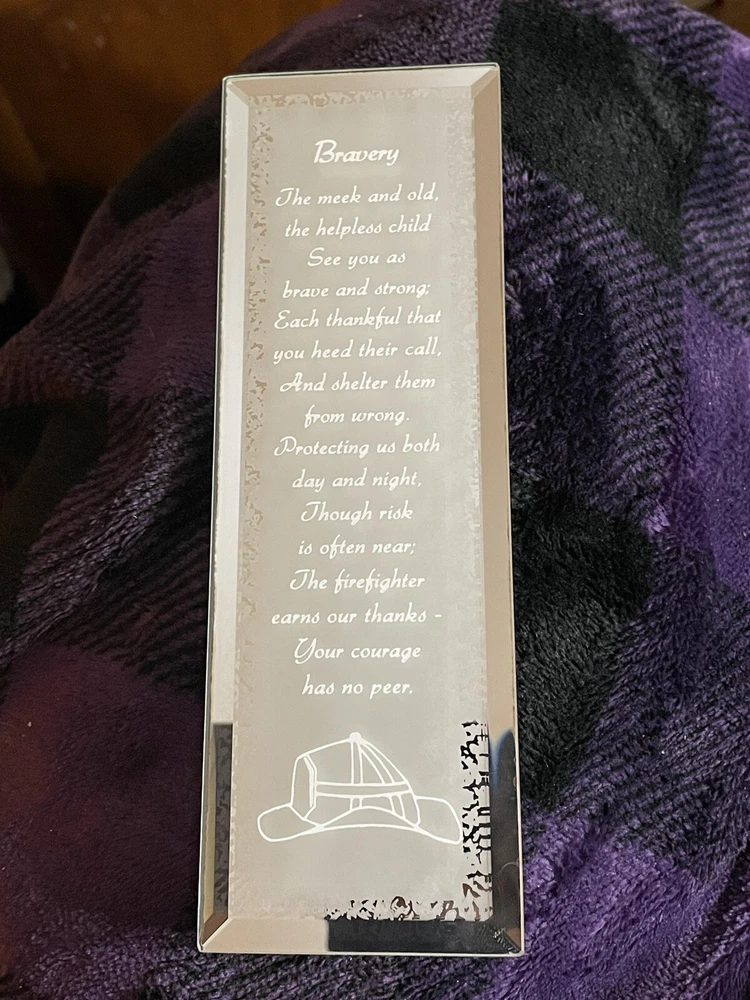 Bravery
The meek and old,
the helpless child
See you as
brave and strong;
Each thankful that
you heed their call,
And shelter them
from wrong.
Protecting us both
day and night,
Though risk
is often near;
The firefighter
earns our thanks -
Your courage
has no peer.